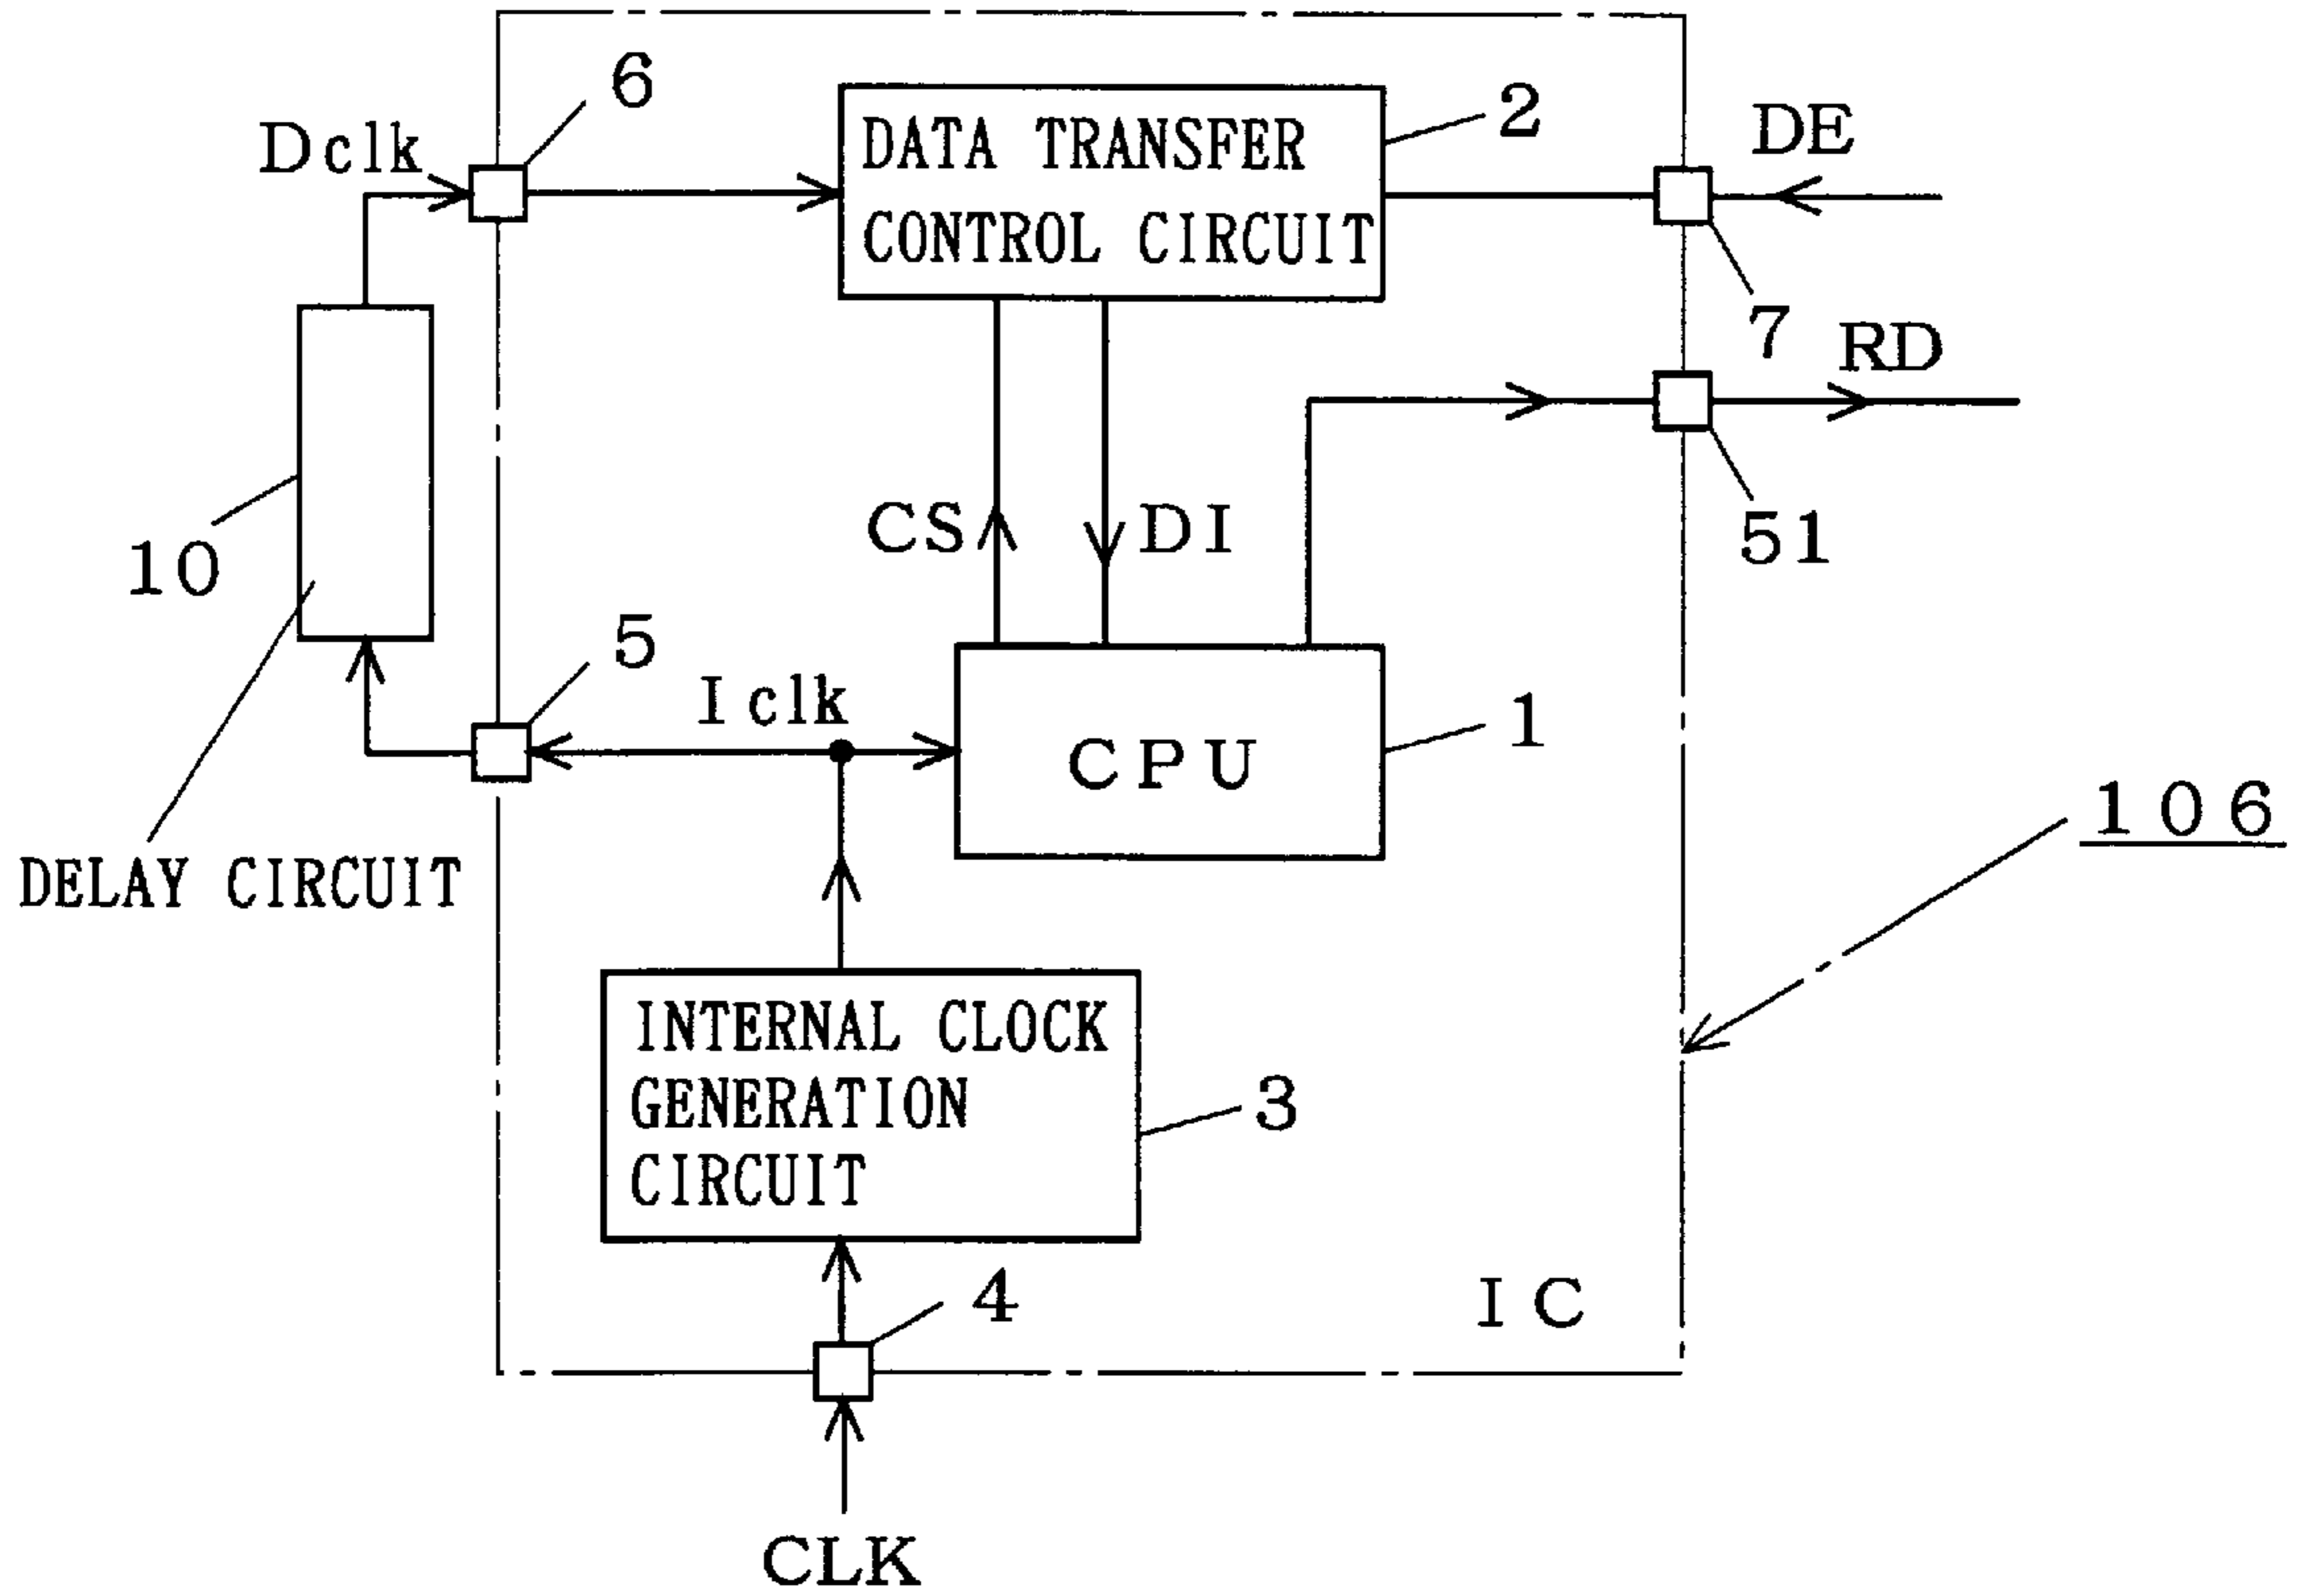 6
Dclk
DATA TRANSFER
CONTROL CIRCUIT
2
DE
7
RD
10
CS
DI
51
5
Iclk
CPU
1
106
DELAY CIRCUIT
INTERNAL CLOCK
GENERATION
CIRCUIT
3
4
IC
CLK